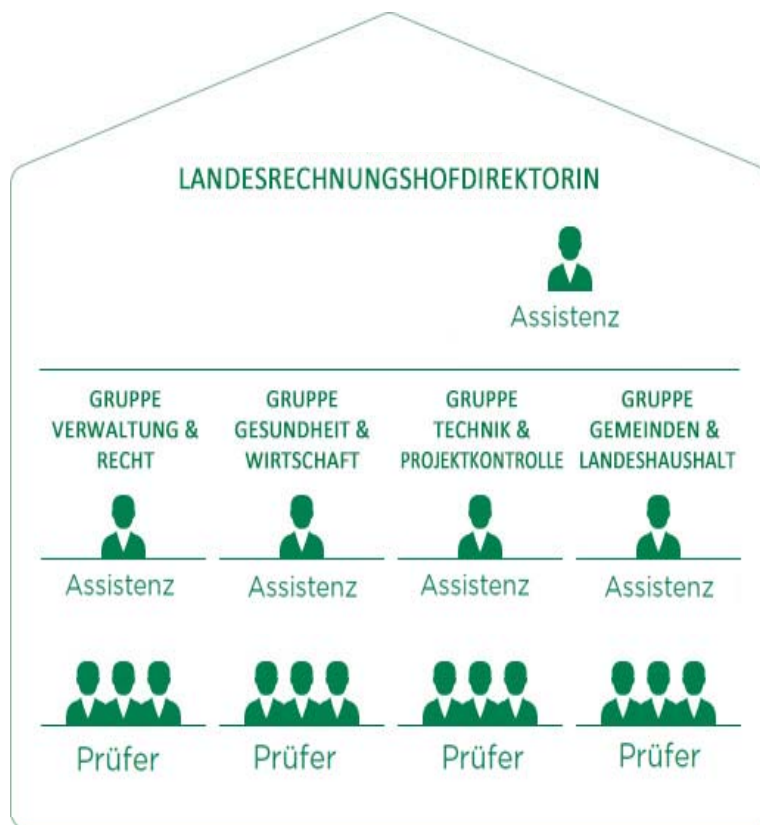 LANDESRECHNUNGSHOFDIREKTORIN
Assistenz
GRUPPE
VERWALTUNG &
RECHT
GRUPPE
GESUNDHEIT &
WIRTSCHAFT
GRUPPE
TECHNIK &
PROJEKTKONTROLLE
GRUPPE
GEMEINDEN &
LANDESHAUSHALT
Assistenz
Assistenz
Assistenz
Assistenz
Prüfer
Prüfer
Prüfer
Prüfer